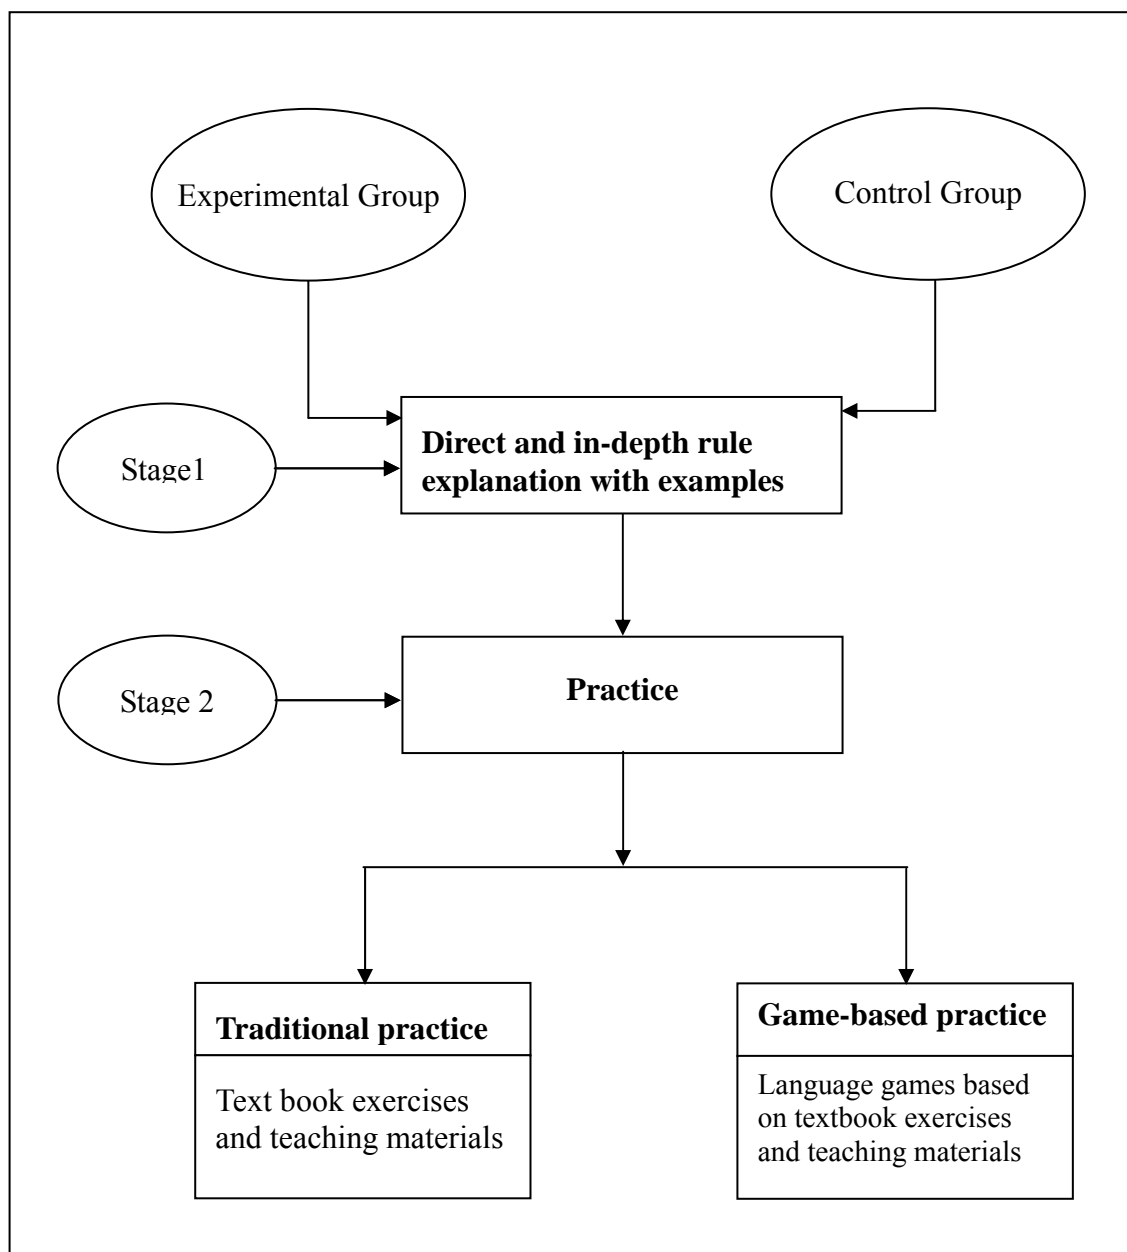 Experimental Group
Control Group
Direct and in-depth rule
explanation with examples
Stage1
Practice
Stage 2
Traditional practice
Text book exercises
and teaching materials
Game-based practice
Language games based
on textbook exercises
and teaching materials